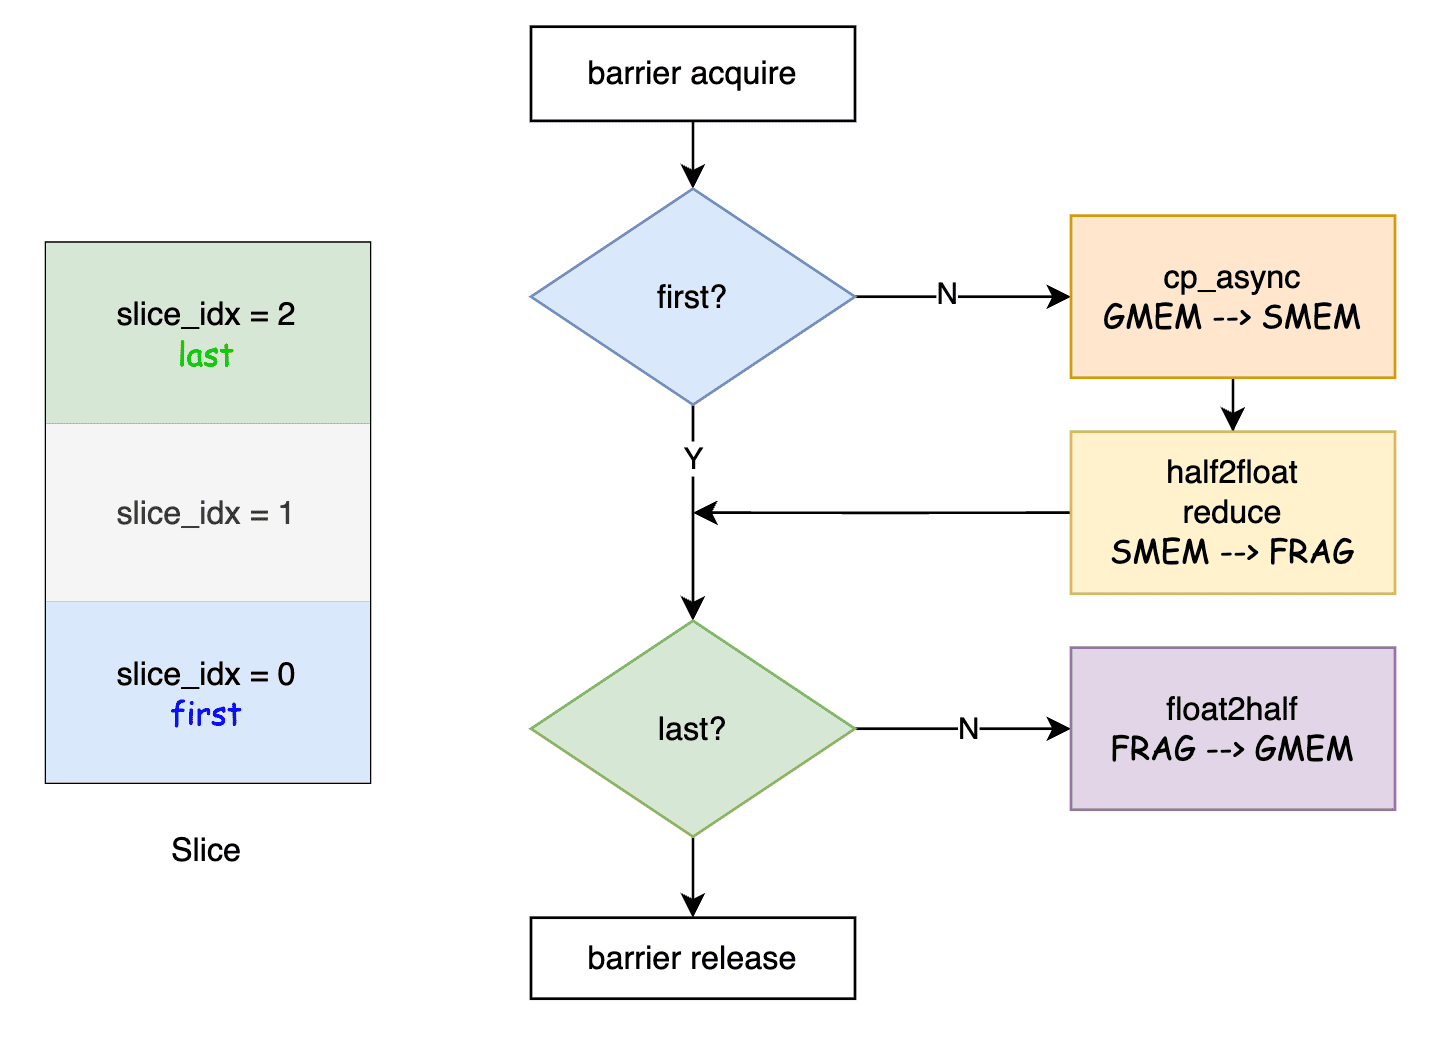 barrier acquire
first?
N
cp_async
GMEM --> SMEM
slice_idx = 2
last
Y
half2float
reduce
SMEM --> FRAG
slice_idx = 1
slice_idx = 0
first
last?
N
float2half
FRAG --> GMEM
Slice
barrier release